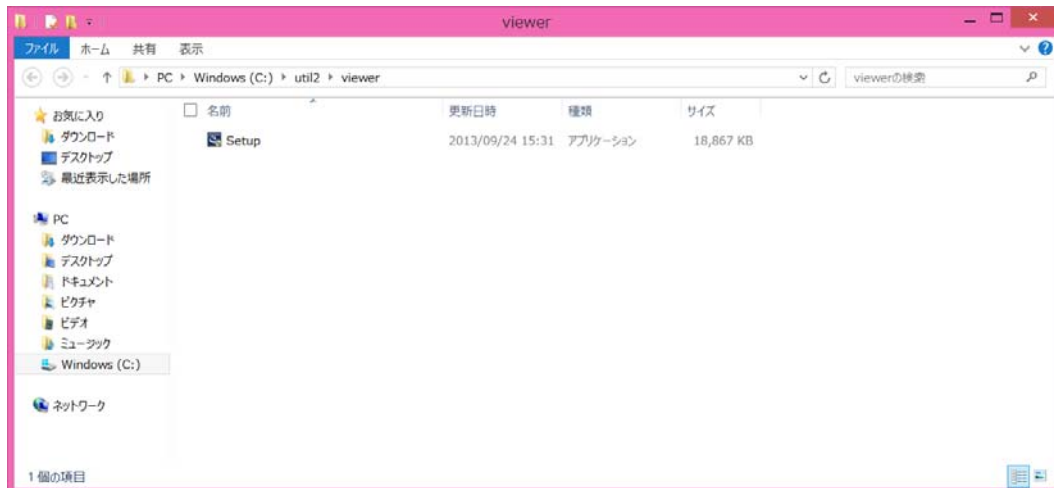 viewer
ファイル ホーム 共有 表示
PC Windows (C:) util2 viewer viewerの検索
名前 更新日時 種類 サイズ
Setup 2013/09/24 15:31 アプリケーション 18,867 KB
お気に入り
ダウンロード
デスクトップ
最近表示した場所
PC
ダウンロード
デスクトップ
ドキュメント
ピクチャ
ビデオ
ミュージック
Windows (C:)
ネットワーク
1 個の項目